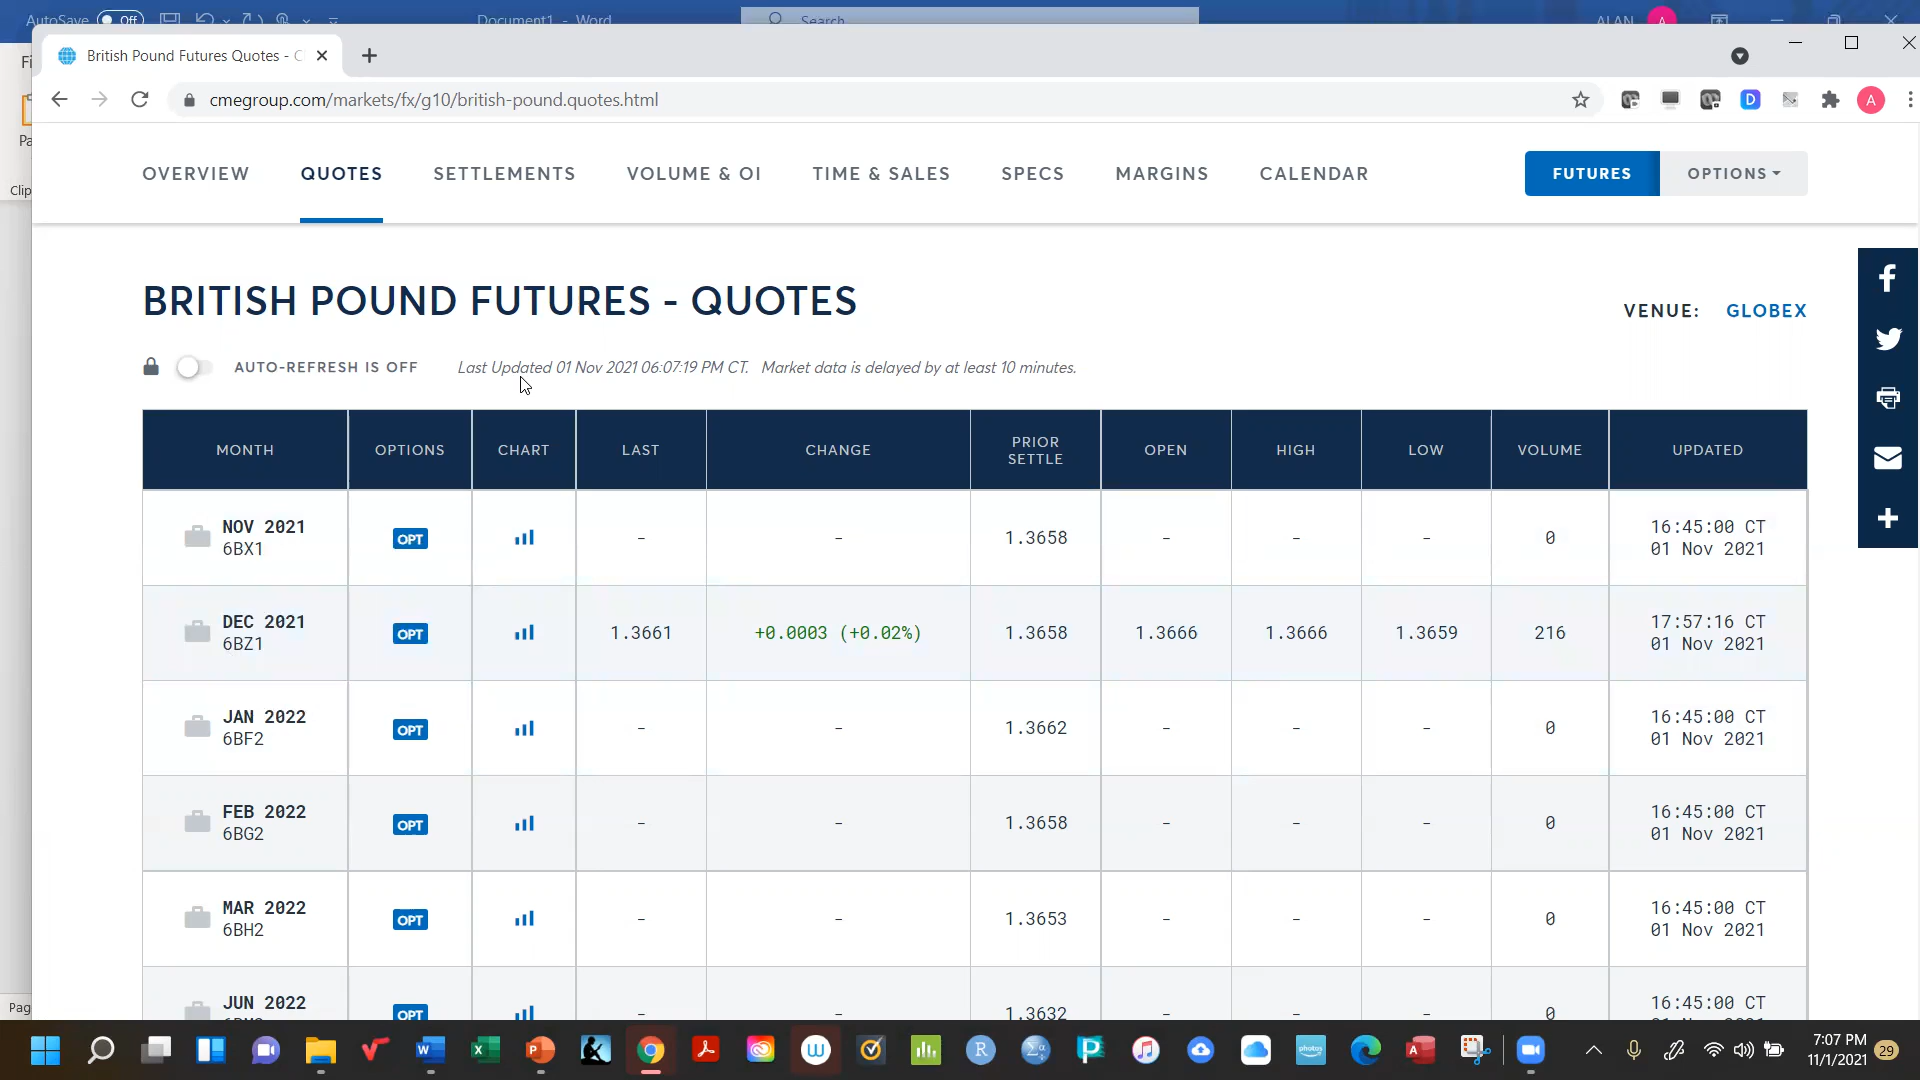 AutoSave Off Document1 - Word Search ALAN A
British Pound Futures Quotes - C
cmegroup.com/markets/fx/g10/british-pound.quotes.html
D A
Fi
Pa
Clip
OVERVIEW QUOTES SETTLEMENTS VOLUME & OI TIME & SALES SPECS MARGINS CALENDAR FUTURES OPTIONS
BRITISH POUND FUTURES - QUOTES
VENUE: GLOBEX
AUTO-REFRESH IS OFF Last Updated 01 Nov 2021 06:07:19 PM CT. Market data is delayed by at least 10 minutes.
MONTH OPTIONS CHART LAST CHANGE PRIOR SETTLE OPEN HIGH LOW VOLUME UPDATED
NOV 2021 OPT - - 1.3658 - - - 0 16:45:00 CT
6BX1 01 Nov 2021
DEC 2021 OPT 1.3661 +0.0003 (+0.02%) 1.3658 1.3666 1.3666 1.3659 216 17:57:16 CT
6BZ1 01 Nov 2021
JAN 2022 OPT - - 1.3662 - - - 0 16:45:00 CT
6BF2 01 Nov 2021
FEB 2022 OPT - - 1.3658 - - - 0 16:45:00 CT
6BG2 01 Nov 2021
MAR 2022 OPT - - 1.3653 - - - 0 16:45:00 CT
6BH2 01 Nov 2021
JUN 2022 OPT - - 1.3632 - - - 0 16:45:00 CT
Pag
7:07 PM
11/1/2021 29